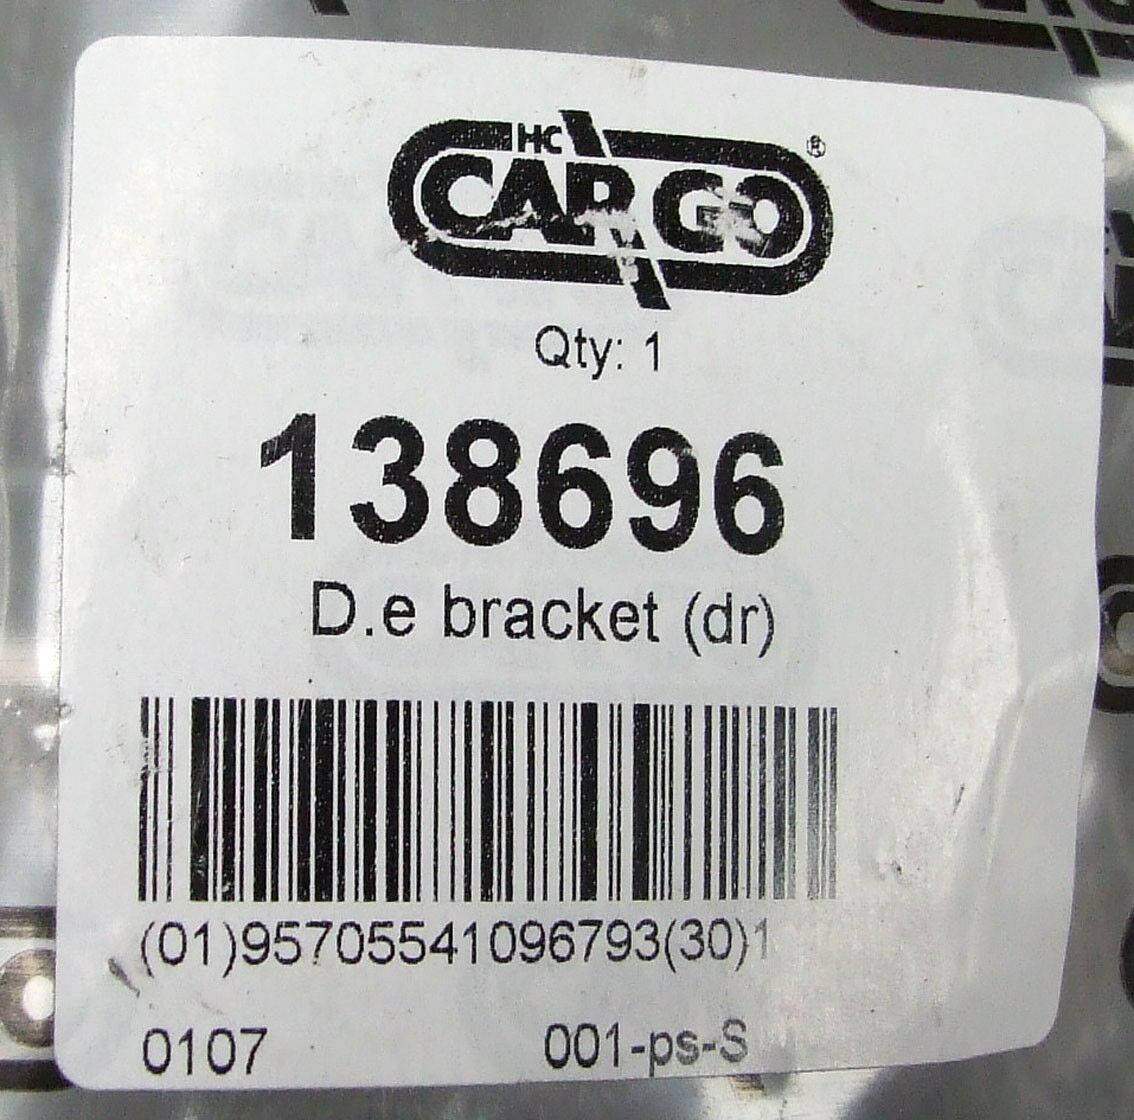 HC
CARGO®
Qty: 1
138696
D.e bracket (dr)
(01)95705541096793(30)1
0107 001-ps-S